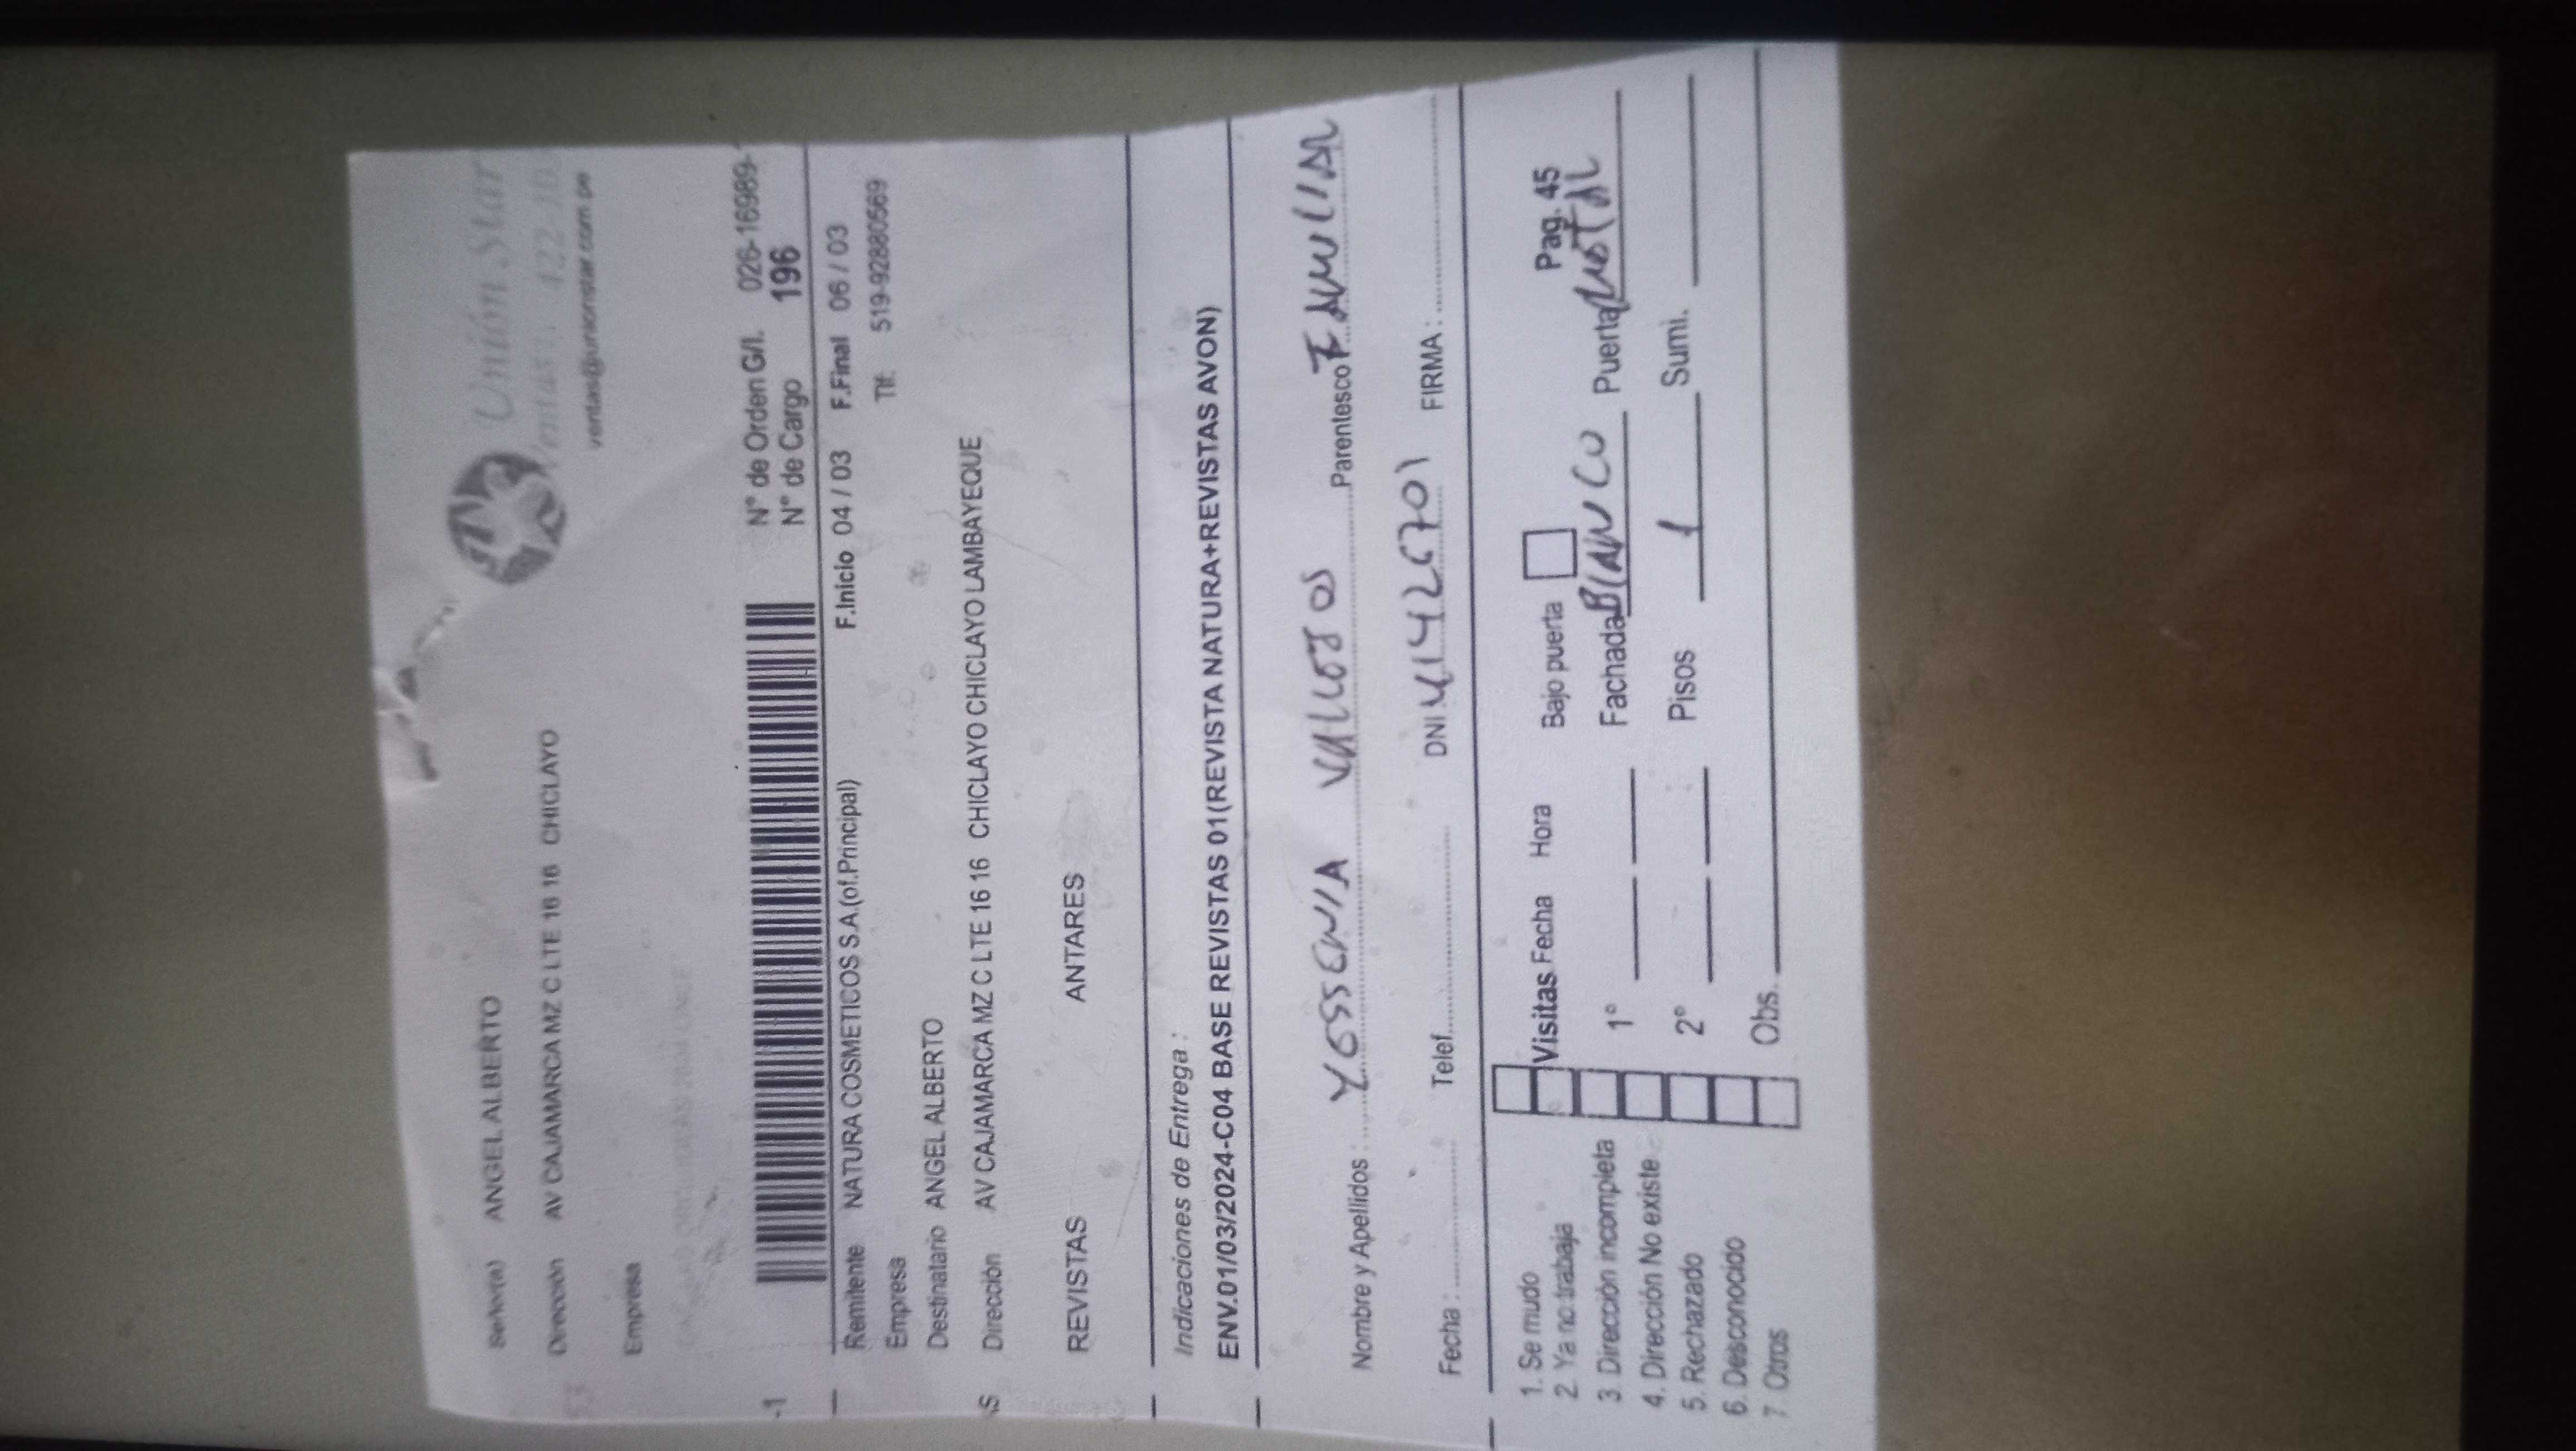 Unión Star
ventas@unionstar.com.pe
Señor(a) ANGEL ALBERTO
Dirección AV CAJAMARCA MZ C LTE 16 16 CHICLAYO
Empresa
-1
N° de Orden G/I. 026-16989-
N° de Cargo 196
Remitente NATURA COSMETICOS S.A.(of.Principal) F.Inicio 04 / 03 F.Final 06 / 03
Empresa Tlf. 519-928800569
Destinatario ANGEL ALBERTO
Dirección AV CAJAMARCA MZ C LTE 16 16 CHICLAYO CHICLAYO LAMBAYEQUE
REVISTAS ANTARES
Indicaciones de Entrega :
ENV.01/03/2024-C04 BASE REVISTAS 01(REVISTA NATURA+REVISTAS AVON)
Nombre y Apellidos : YESSENIA VALLEJOS Parentesco FAMILIAR
Fecha : Telef. DNI FIRMA :
Pag. 45
1. Se mudo Visitas Fecha Hora Bajo puerta
2. Ya no trabaja
3. Dirección incompleta 1° Fachada BLANCO Puerta
4. Dirección No existe
5. Rechazado 2° Pisos 1 Sumi.
6. Desconocido
7. Otros Obs.